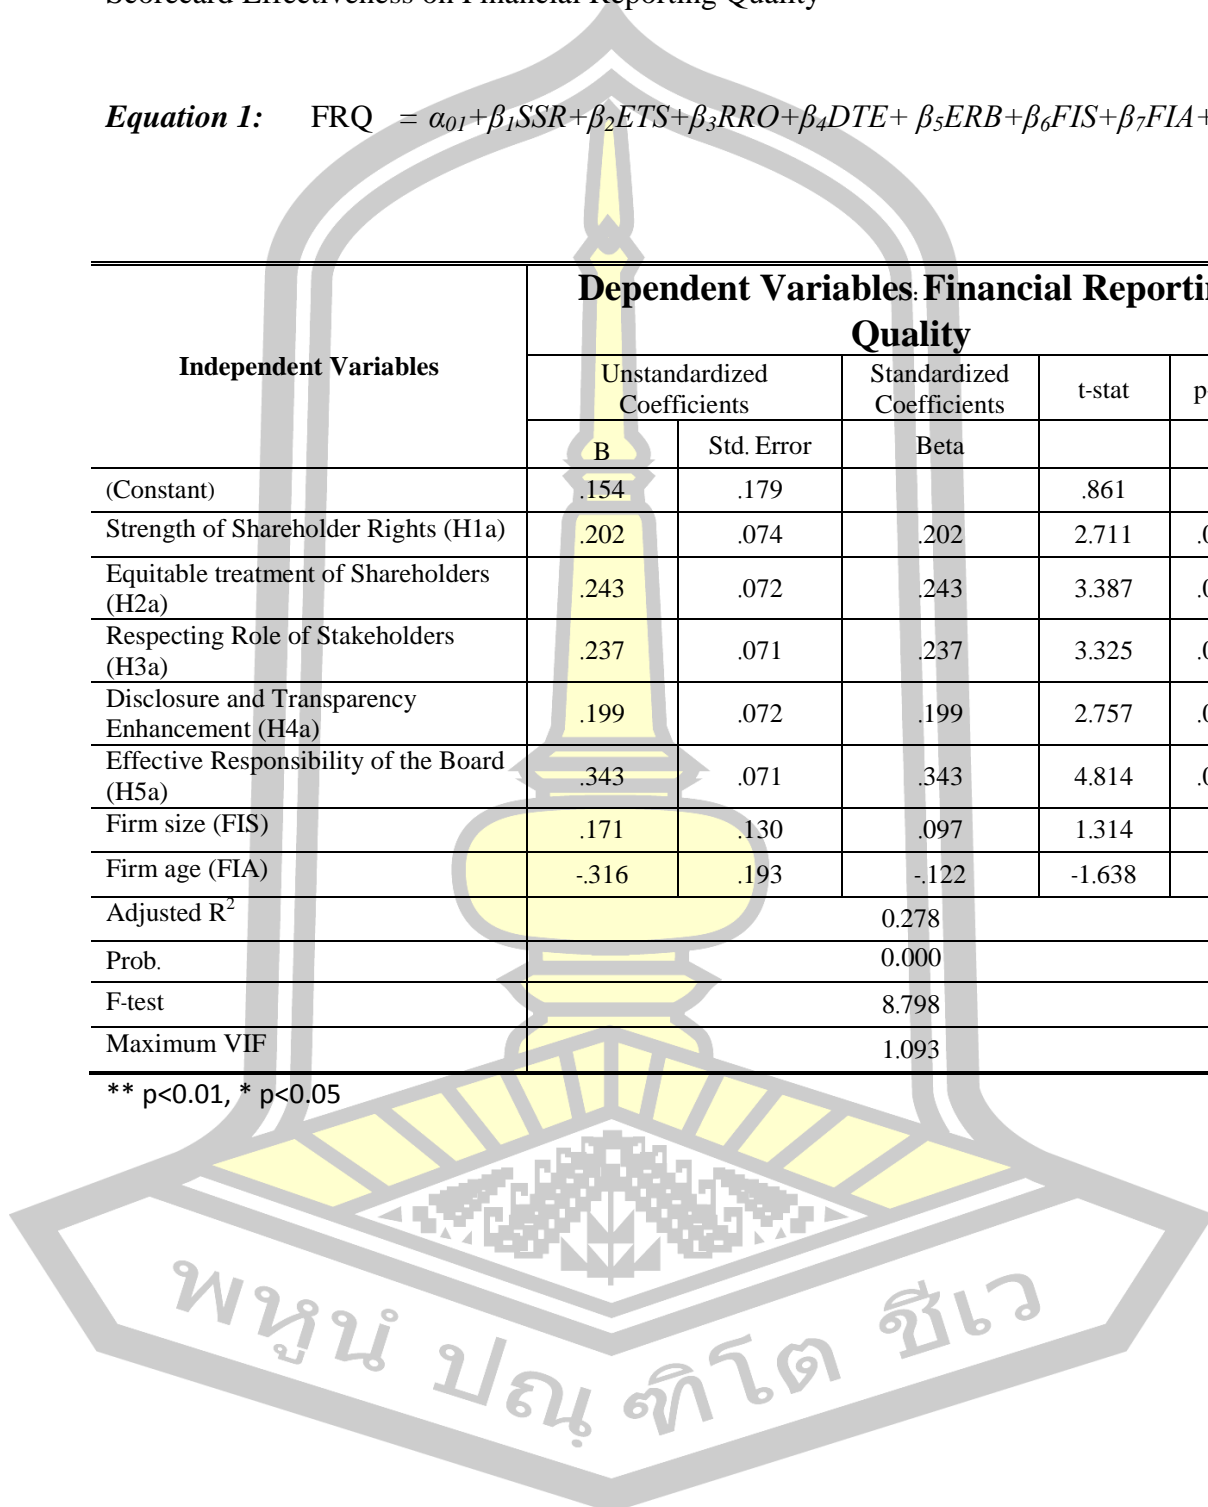 Scorecard Effectiveness on Financial Reporting Quality
Equation 1: FRQ = α01+β1SSR+β2ETS+β3RRO+β4DTE+ β5ERB+β6FIS+β7FIA+
Independent Variables
Dependent Variables: Financial Reportin
Quality
Unstandardized
Coefficients
Standardized
Coefficients
t-stat
p
B Std. Error Beta
(Constant) .154 .179 .861
Strength of Shareholder Rights (H1a) .202 .074 .202 2.711 .0
Equitable treatment of Shareholders
(H2a) .243 .072 .243 3.387 .0
Respecting Role of Stakeholders
(H3a) .237 .071 .237 3.325 .0
Disclosure and Transparency
Enhancement (H4a) .199 .072 .199 2.757 .0
Effective Responsibility of the Board
(H5a) .343 .071 .343 4.814 .0
Firm size (FIS) .171 .130 .097 1.314
Firm age (FIA) -.316 .193 -.122 -1.638
Adjusted R² 0.278
Prob. 0.000
F-test 8.798
Maximum VIF 1.093
** p<0.01, * p<0.05
พหูนํ ปณฺฑิโต ชีเว